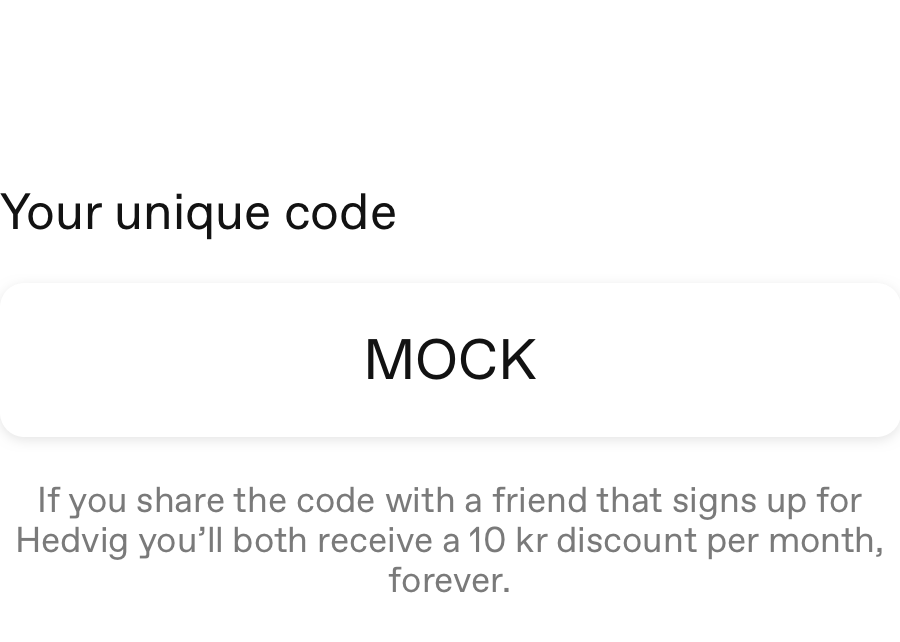 Your unique code
MOCK
If you share the code with a friend that signs up for
Hedvig you’ll both receive a 10 kr discount per month,
forever.